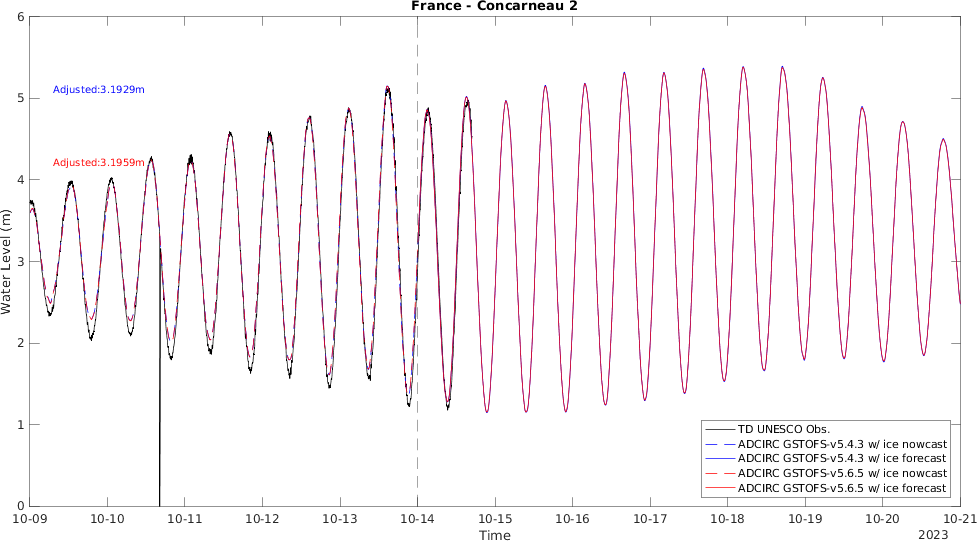 France - Concarneau 2
6
5
4
3
2
1
0
Water Level (m)
Adjusted:3.1929m
Adjusted:3.1959m
TD UNESCO Obs.
ADCIRC GSTOFS-v5.4.3 w/ ice nowcast
ADCIRC GSTOFS-v5.4.3 w/ ice forecast
ADCIRC GSTOFS-v5.6.5 w/ ice nowcast
ADCIRC GSTOFS-v5.6.5 w/ ice forecast
10-09 10-10 10-11 10-12 10-13 10-14 10-15 10-16 10-17 10-18 10-19 10-20 10-21
Time
2023